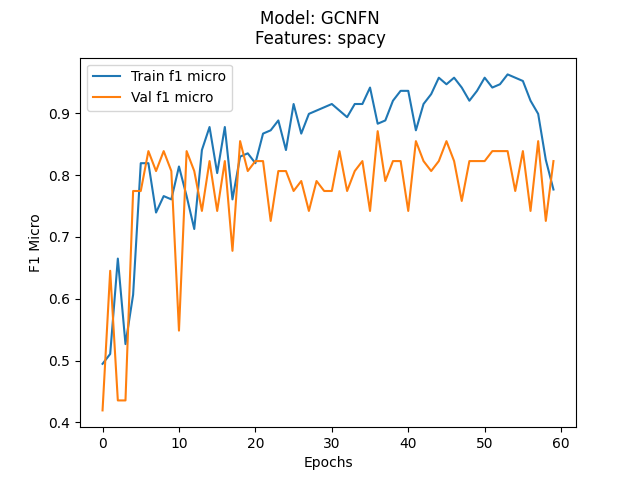 Model: GCNFN
Features: spacy
Train f1 micro
Val f1 micro
F1 Micro
0.9
0.8
0.7
0.6
0.5
0.4
0 10 20 30 40 50 60
Epochs